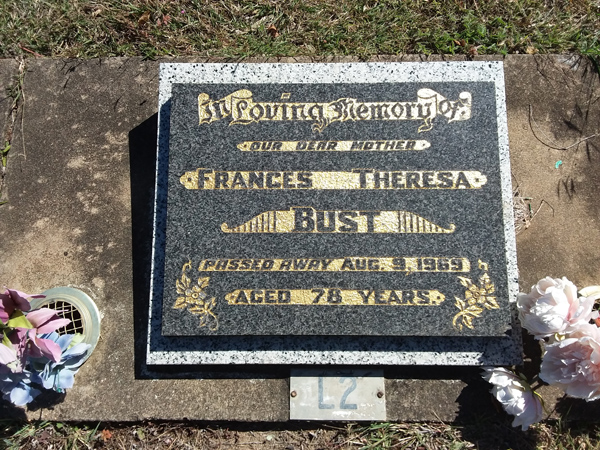 In Loving Memory Of
OUR DEAR MOTHER
FRANCES THERESA
BUST
PASSED AWAY AUG. 9, 1969
AGED 78 YEARS.
L2